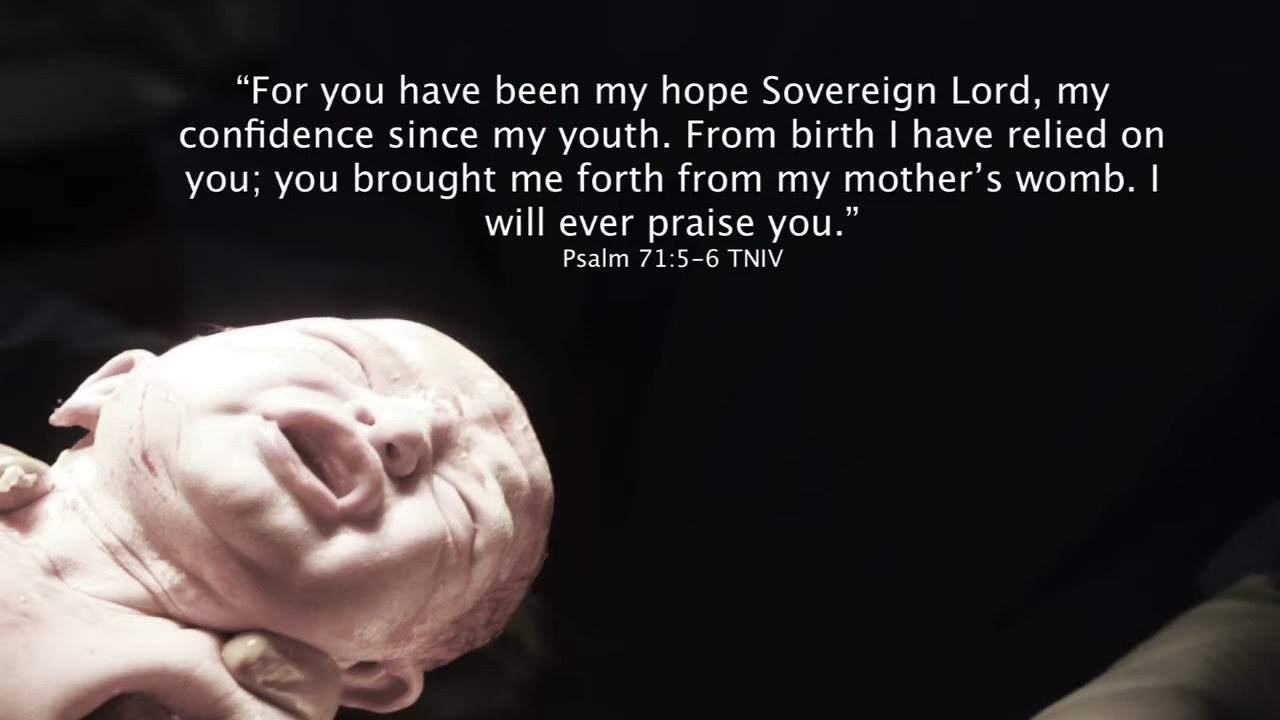 “For you have been my hope Sovereign Lord, my
confidence since my youth. From birth I have relied on
you; you brought me forth from my mother’s womb. I
will ever praise you.”
Psalm 71:5–6 TNIV